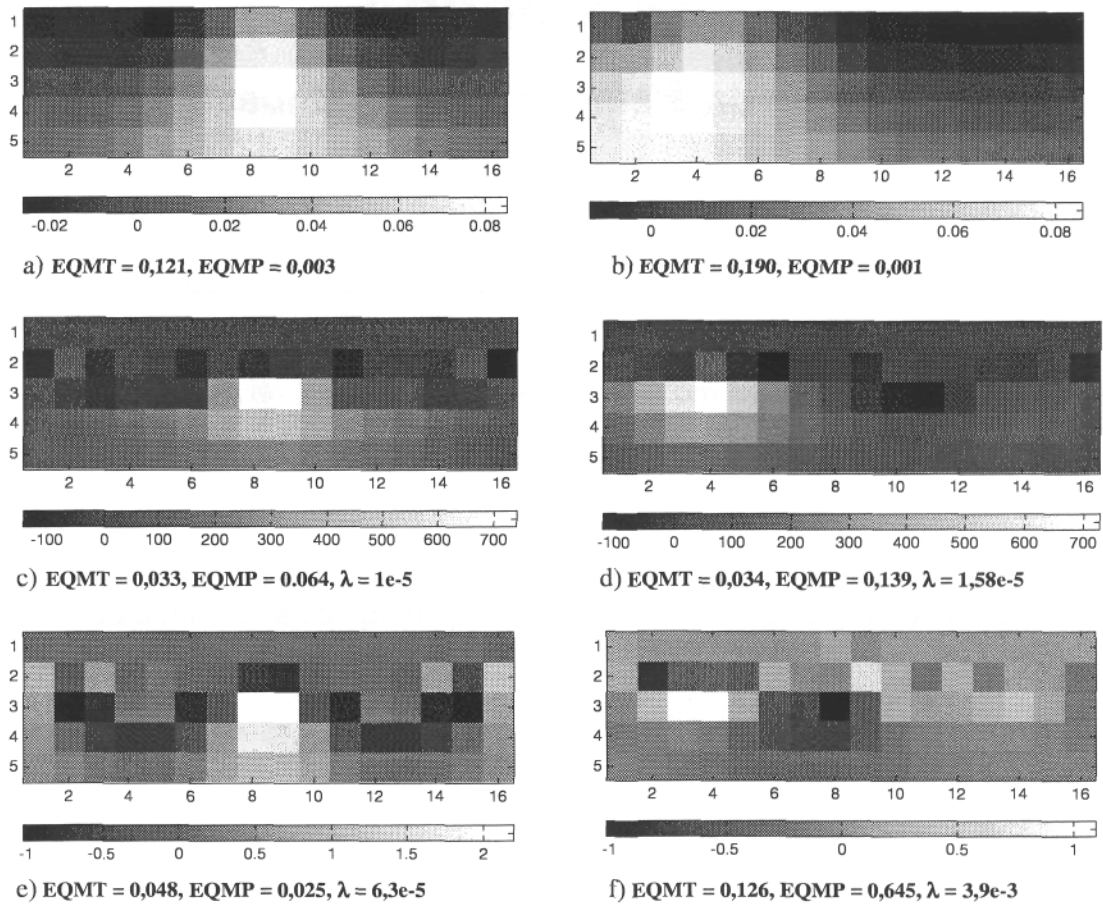 1
2
3
4
5
2 4 6 8 10 12 14 16
-0.02 0 0.02 0.04 0.06 0.08
a) EQMT = 0,121, EQMP = 0,003
1
2
3
4
5
2 4 6 8 10 12 14 16
0 0.02 0.04 0.06 0.08
b) EQMT = 0,190, EQMP = 0,001
1
2
3
4
5
2 4 6 8 10 12 14 16
-100 0 100 200 300 400 500 600 700
c) EQMT = 0,033, EQMP = 0.064, λ = 1e-5
1
2
3
4
5
2 4 6 8 10 12 14 16
-100 0 100 200 300 400 500 600 700
d) EQMT = 0,034, EQMP = 0,139, λ = 1,58e-5
1
2
3
4
5
2 4 6 8 10 12 14 16
-1 -0.5 0 0.5 1 1.5 2
e) EQMT = 0,048, EQMP = 0,025, λ = 6,3e-5
1
2
3
4
5
2 4 6 8 10 12 14 16
-1 -0.5 0 0.5 1
f) EQMT = 0,126, EQMP = 0,645, λ = 3,9e-3